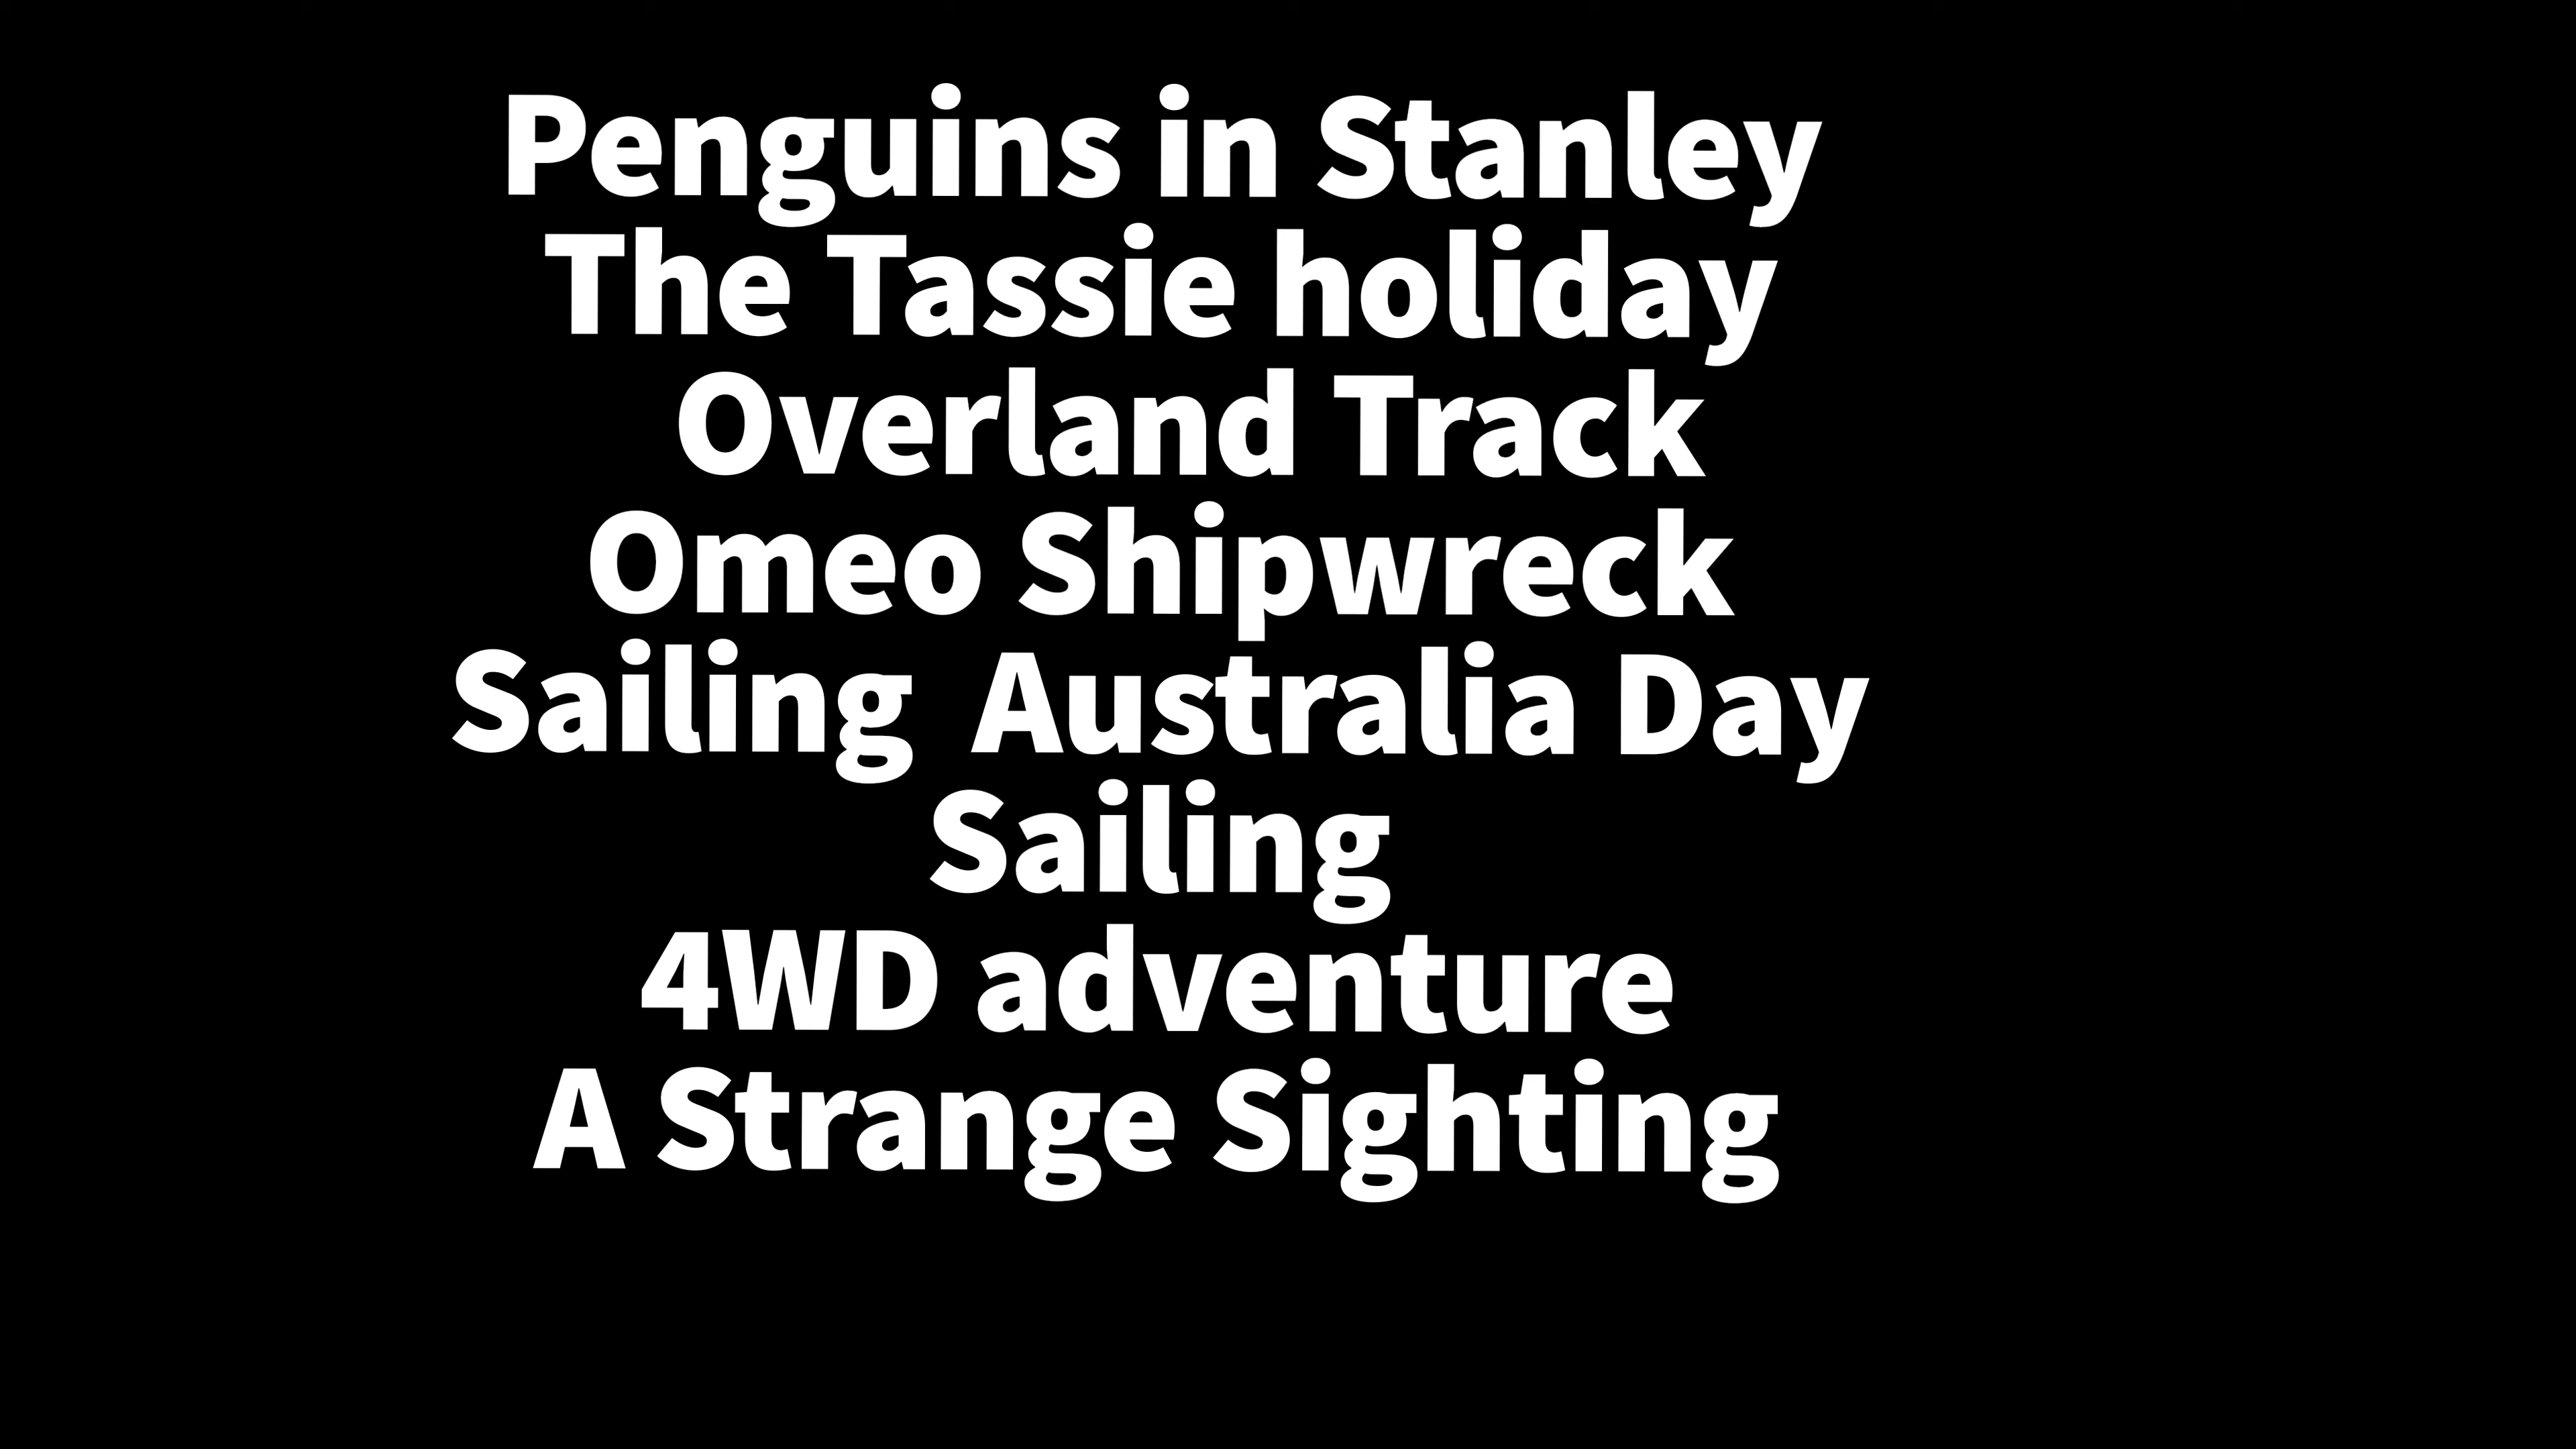 Penguins in Stanley
The Tassie holiday
Overland Track
Omeo Shipwreck
Sailing  Australia Day
Sailing
4WD adventure
A Strange Sighting